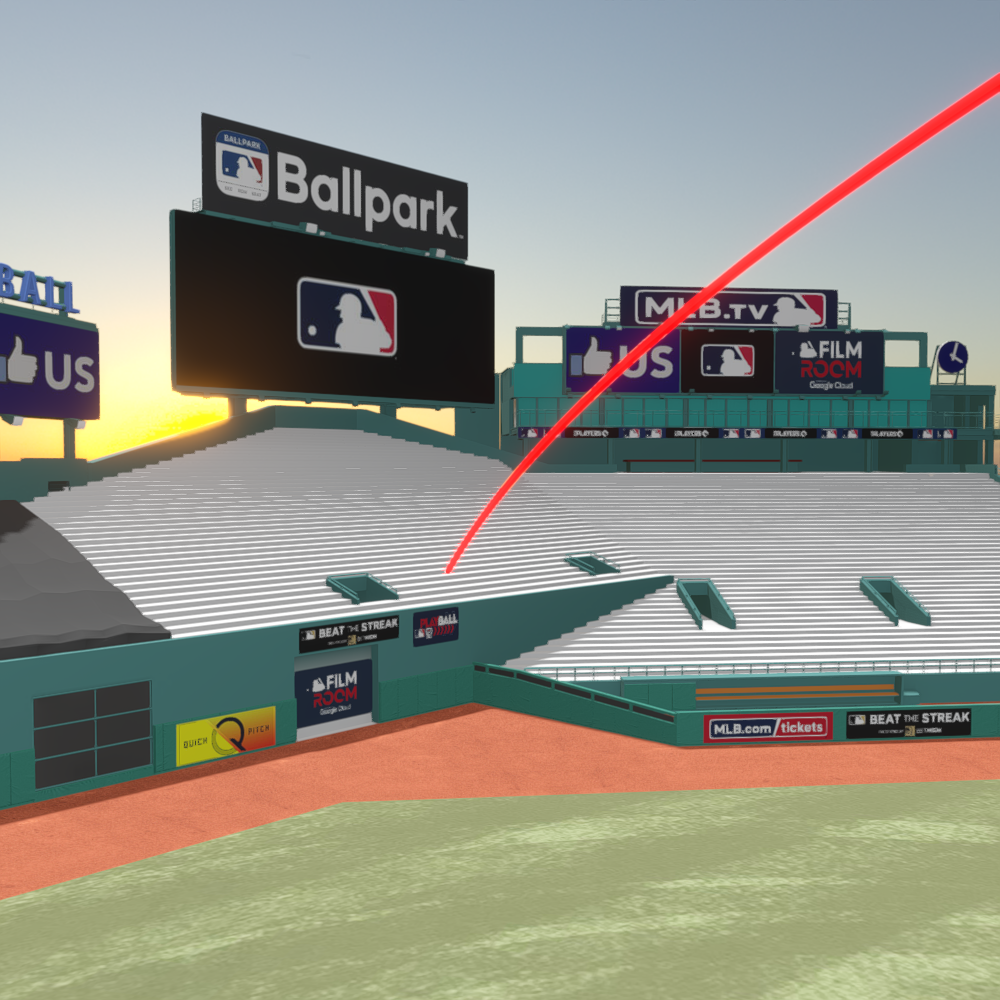 BALLPARK
Ballpark
BALL
US
MLB.TV
US
FILM
ROOM
Google Cloud
PLAYERS
PLAYERS
PLAYERS
PLAYERS
BEAT THE STREAK
PLAY BALL
FILM
ROOM
Google Cloud
QUICK PITCH
MLB.com/tickets
BEAT THE STREAK